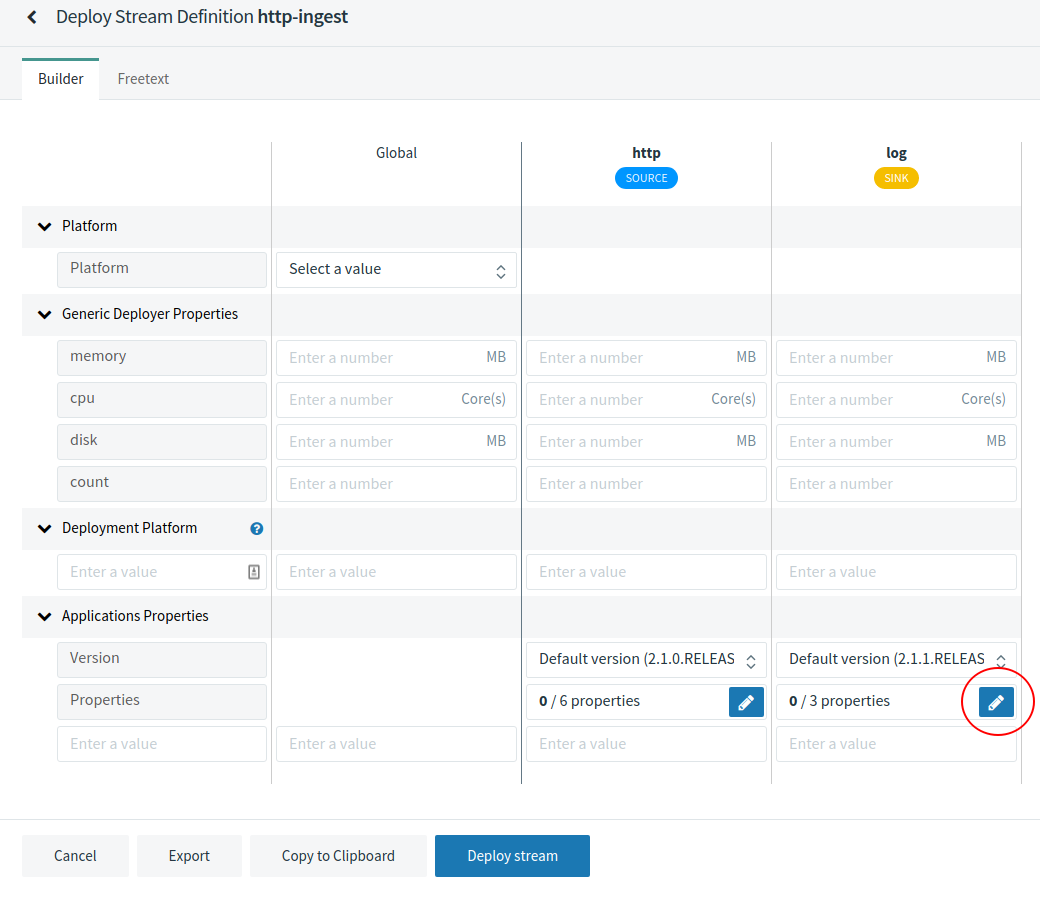 Deploy Stream Definition http-ingest
Builder Freetext
Global http log
SOURCE SINK
Platform
Platform Select a value
Generic Deployer Properties
memory Enter a number MB Enter a number MB Enter a number MB
cpu Enter a number Core(s) Enter a number Core(s) Enter a number Core(s)
disk Enter a number MB Enter a number MB Enter a number MB
count Enter a number Enter a number Enter a number
Deployment Platform ?
Enter a value Enter a value Enter a value Enter a value
Applications Properties
Version Default version (2.1.0.RELEAS Default version (2.1.1.RELEAS
Properties 0 / 6 properties 0 / 3 properties
Enter a value Enter a value Enter a value Enter a value
Cancel Export Copy to Clipboard Deploy stream